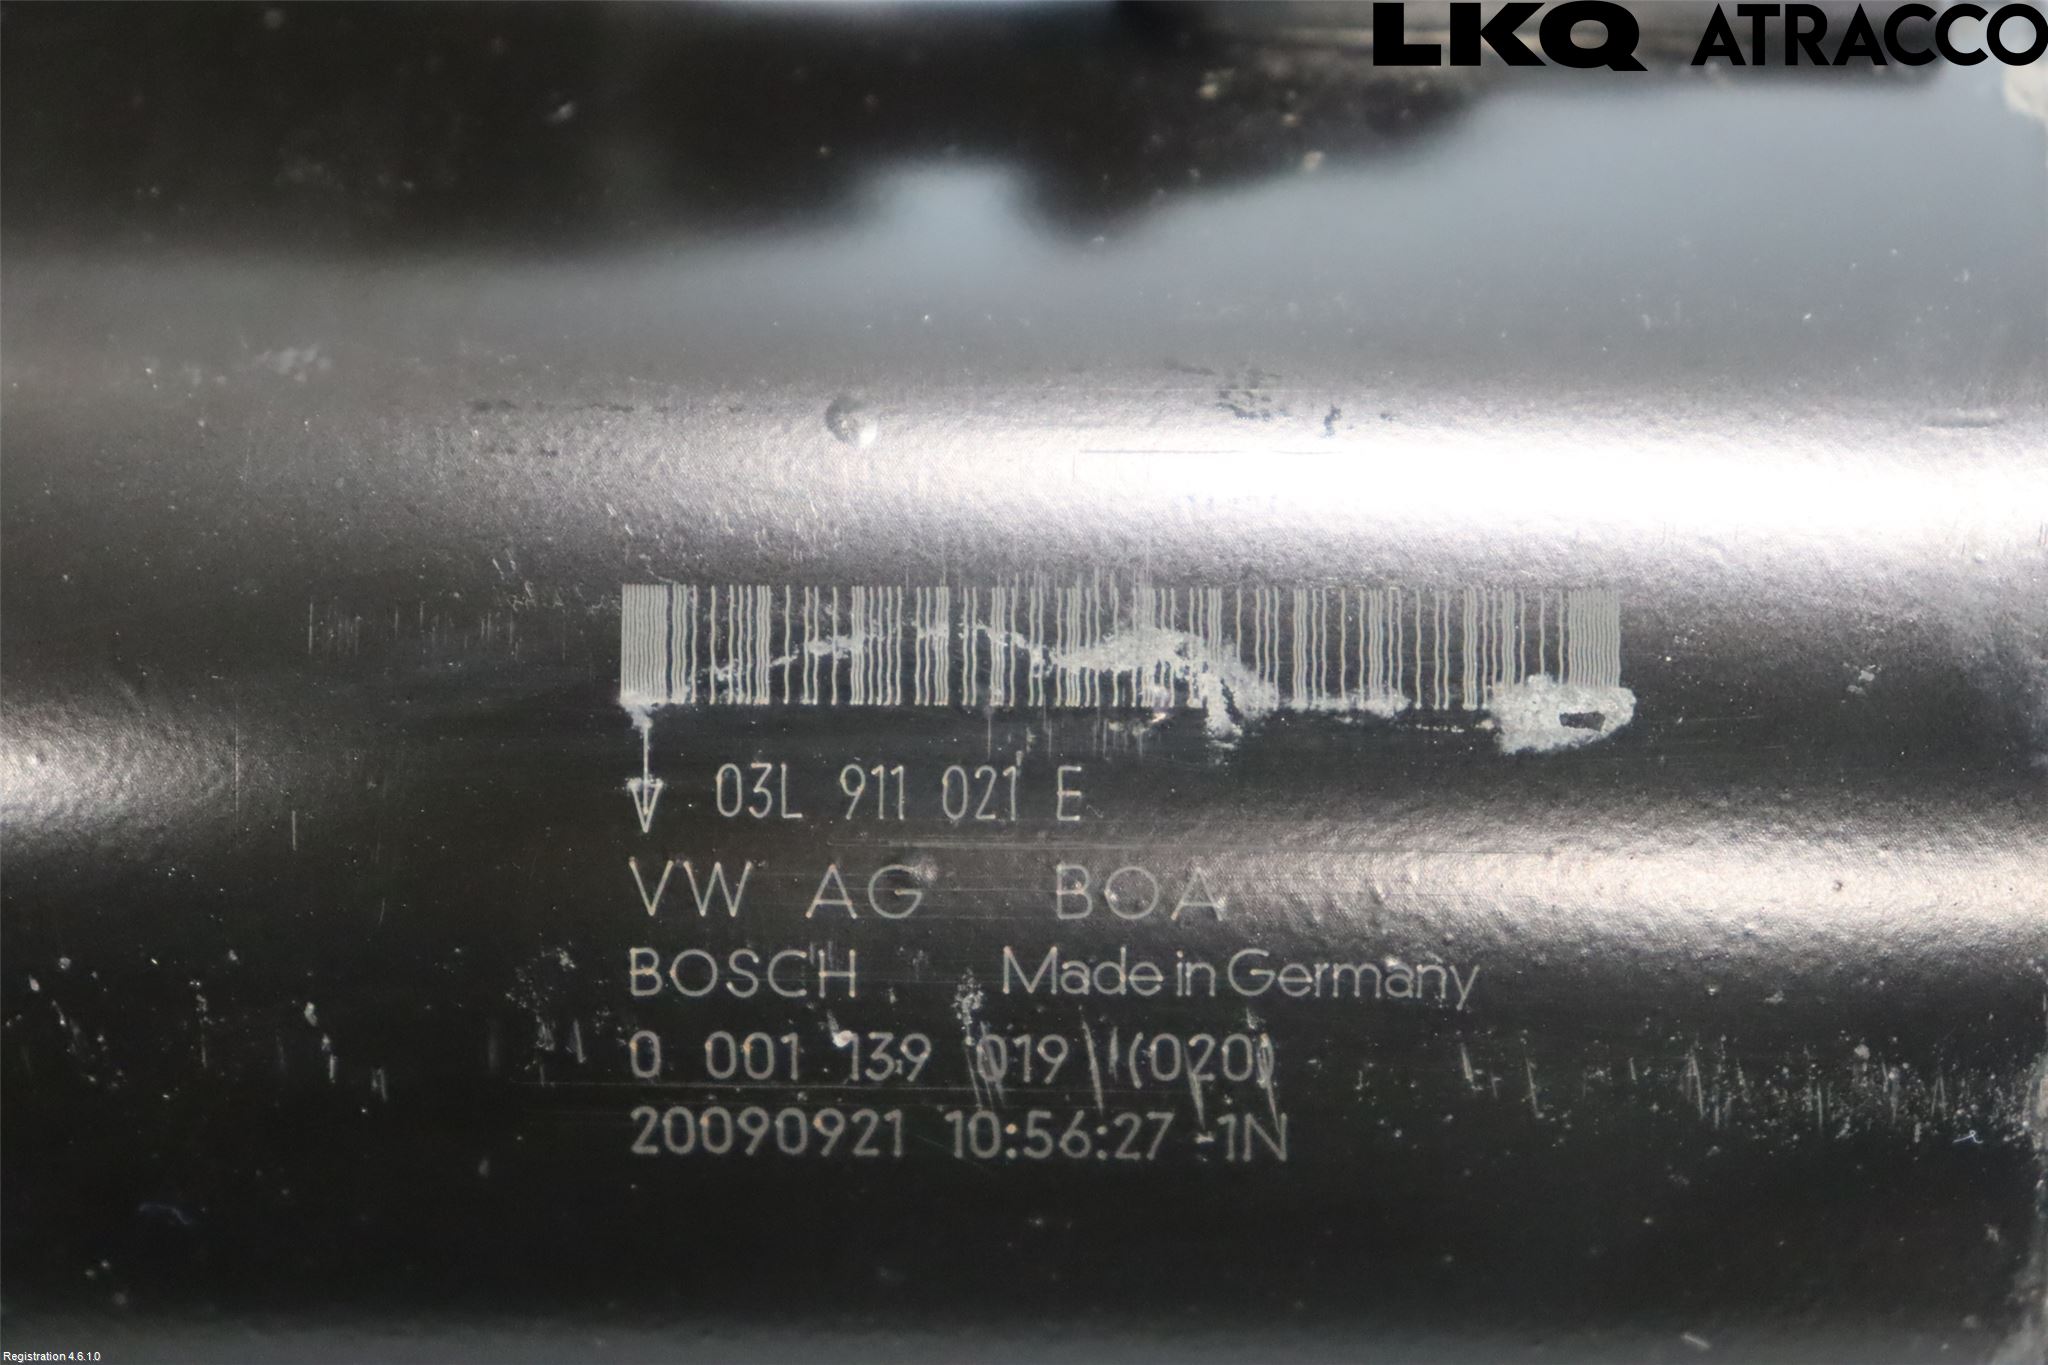 LKQ ATRACCO
03L 911 021 E
VW AG BOA
BOSCH Made in Germany
0 001 139 019 (020)
20090921 10:56:27 -1N
Registration 4.6.1.0